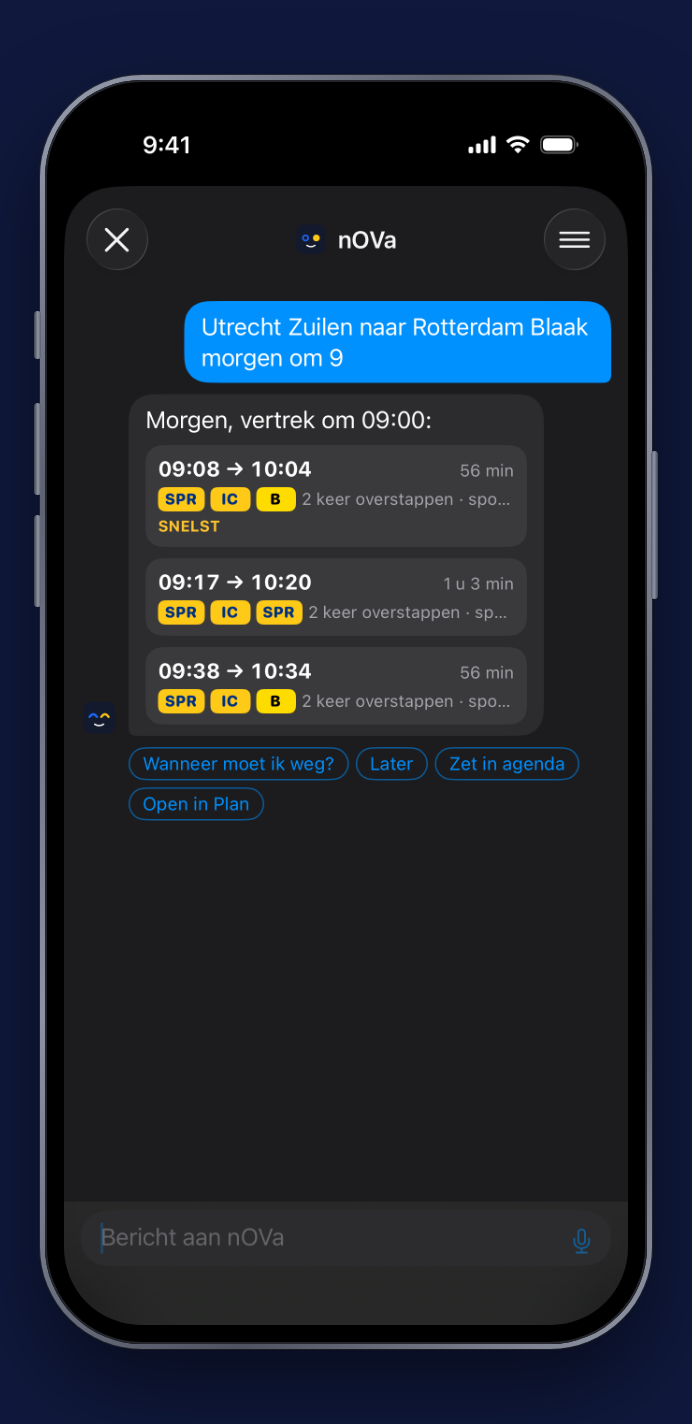 9:41
nOVa
Utrecht Zuilen naar Rotterdam Blaak
morgen om 9
Morgen, vertrek om 09:00:
09:08 → 10:04 56 min
SPR IC B 2 keer overstappen · spo...
SNELST
09:17 → 10:20 1 u 3 min
SPR IC SPR 2 keer overstappen · sp...
09:38 → 10:34 56 min
SPR IC B 2 keer overstappen · spo...
Wanneer moet ik weg? Later Zet in agenda
Open in Plan
Bericht aan nOVa